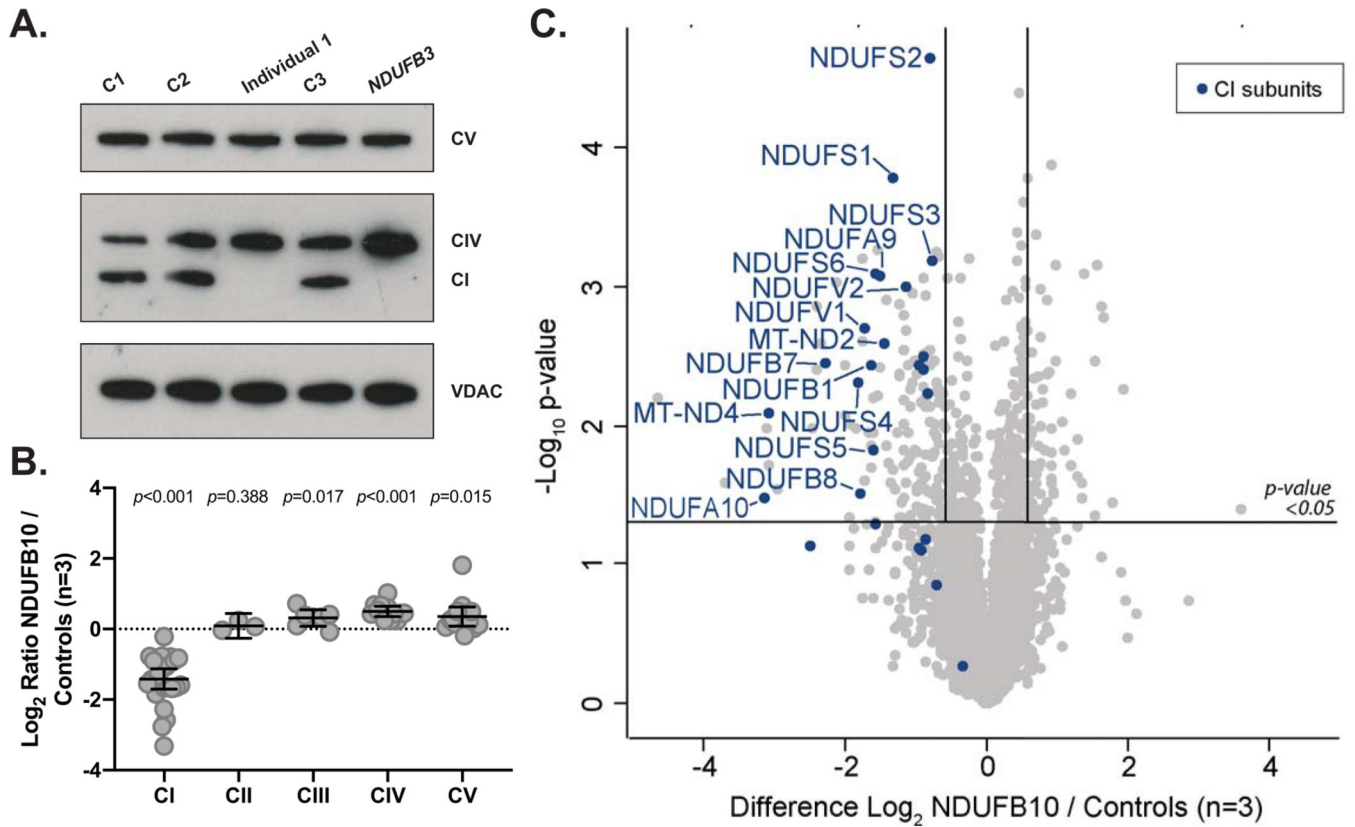 A.
C1 C2 Individual 1 C3 NDUFB3
CV
CIV
CI
VDAC
B.
p<0.001 p=0.388 p=0.017 p<0.001 p=0.015
4
2
0
-2
-4
Log2 Ratio NDUFB10 /
Controls (n=3)
CI CII CIII CIV CV
C.
CI subunits
NDUFS2
NDUFS1
NDUFS3
NDUFA9
NDUFS6
NDUFV2
NDUFV1
MT-ND2
NDUFB7
NDUFB1
MT-ND4
NDUFS4
NDUFS5
NDUFB8
NDUFA10
p-value
<0.05
4
3
2
1
0
-Log10 p-value
-4 -2 0 2 4
Difference Log2 NDUFB10 / Controls (n=3)